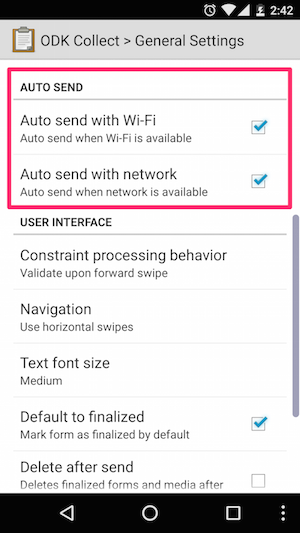 2:42
ODK Collect > General Settings
AUTO SEND
Auto send with Wi-Fi
Auto send when Wi-Fi is available
Auto send with network
Auto send when network is available
USER INTERFACE
Constraint processing behavior
Validate upon forward swipe
Navigation
Use horizontal swipes
Text font size
Medium
Default to finalized
Mark form as finalized by default
Delete after send
Deletes finalized forms and media after